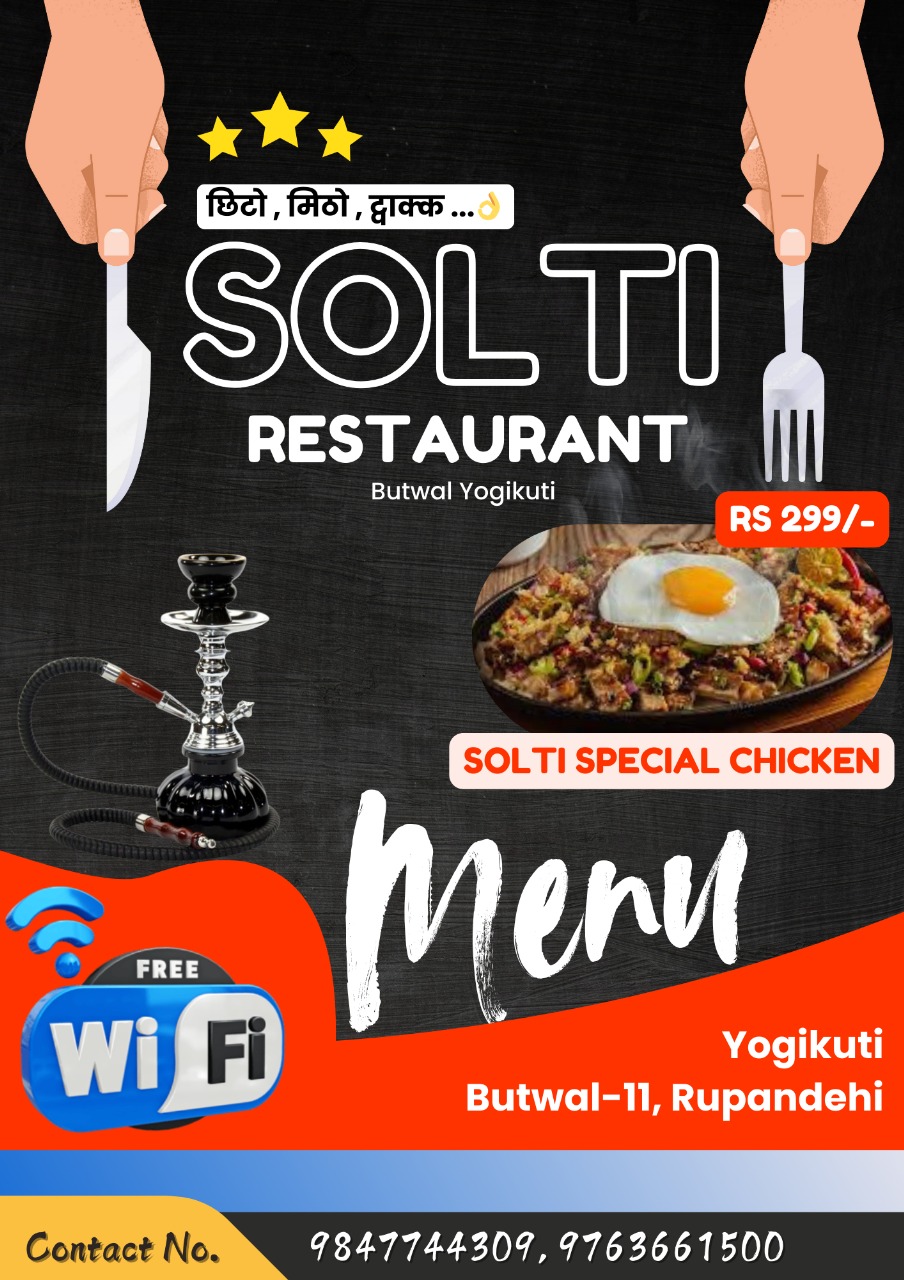 छिटो , मिठो , ट्वाक्क ...👌
SOLTI
RESTAURANT
Butwal Yogikuti
RS 299/-
SOLTI SPECIAL CHICKEN
Menu
FREE
WiFi
Yogikuti
Butwal-11, Rupandehi
Contact No. 9847744309, 9763661500